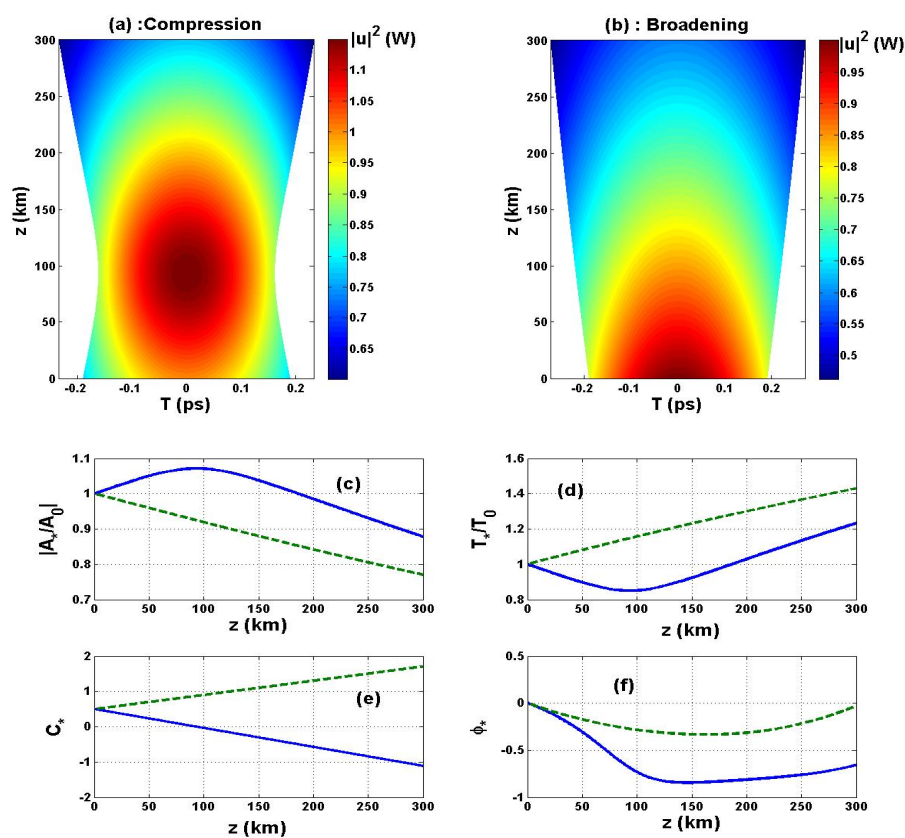 (a) :Compression
|u|² (W)
300
250
200
150
100
50
0
z (km)
-0.2 -0.1 0 0.1 0.2
T (ps)
1.1
1.05
1
0.95
0.9
0.85
0.8
0.75
0.7
0.65
(b) : Broadening
|u|² (W)
300
250
200
150
100
50
0
z (km)
-0.2 -0.1 0 0.1 0.2
T (ps)
0.95
0.9
0.85
0.8
0.75
0.7
0.65
0.6
0.55
0.5
(c)
1.1
1
0.9
0.8
0.7
|A*/A0|
0 50 100 150 200 250 300
z (km)
(d)
1.6
1.4
1.2
1
0.8
T*/T0
0 50 100 150 200 250 300
z (km)
(e)
2
1
0
-1
-2
C*
0 50 100 150 200 250 300
z (km)
(f)
0.5
0
-0.5
-1
ϕ*
0 50 100 150 200 250 300
z (km)